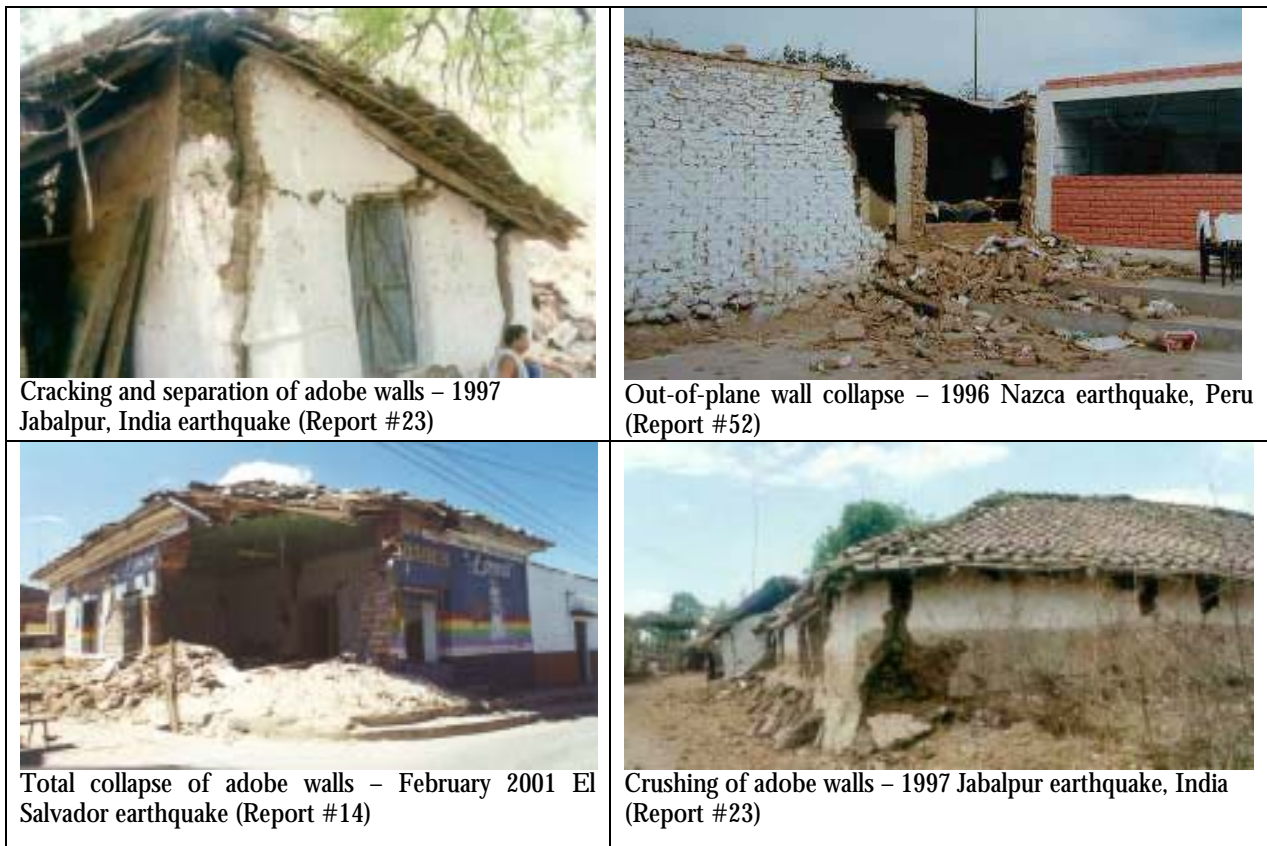 Cracking and separation of adobe walls – 1997
Jabalpur, India earthquake (Report #23)
Out-of-plane wall collapse – 1996 Nazca earthquake, Peru
(Report #52)
Total collapse of adobe walls – February 2001 El
Salvador earthquake (Report #14)
Crushing of adobe walls – 1997 Jabalpur earthquake, India
(Report #23)